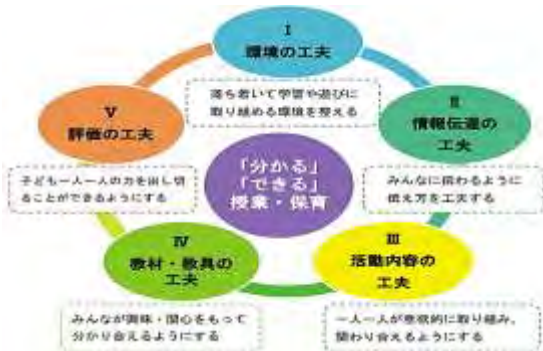 Ⅰ
環境の工夫
落ち着いて学習や遊びに
取り組める環境を整える
Ⅱ
情報伝達の
工夫
みんなに伝わるように
伝え方を工夫する
Ⅲ
活動内容の
工夫
一人一人が意欲的に取り組み、
関わり合えるようにする
Ⅳ
教材・教具の
工夫
みんなが興味・関心をもって
分かり合えるようにする
Ⅴ
評価の工夫
子ども一人一人の力を出し切
ることができるようにする
「分かる」
「できる」
授業・保育